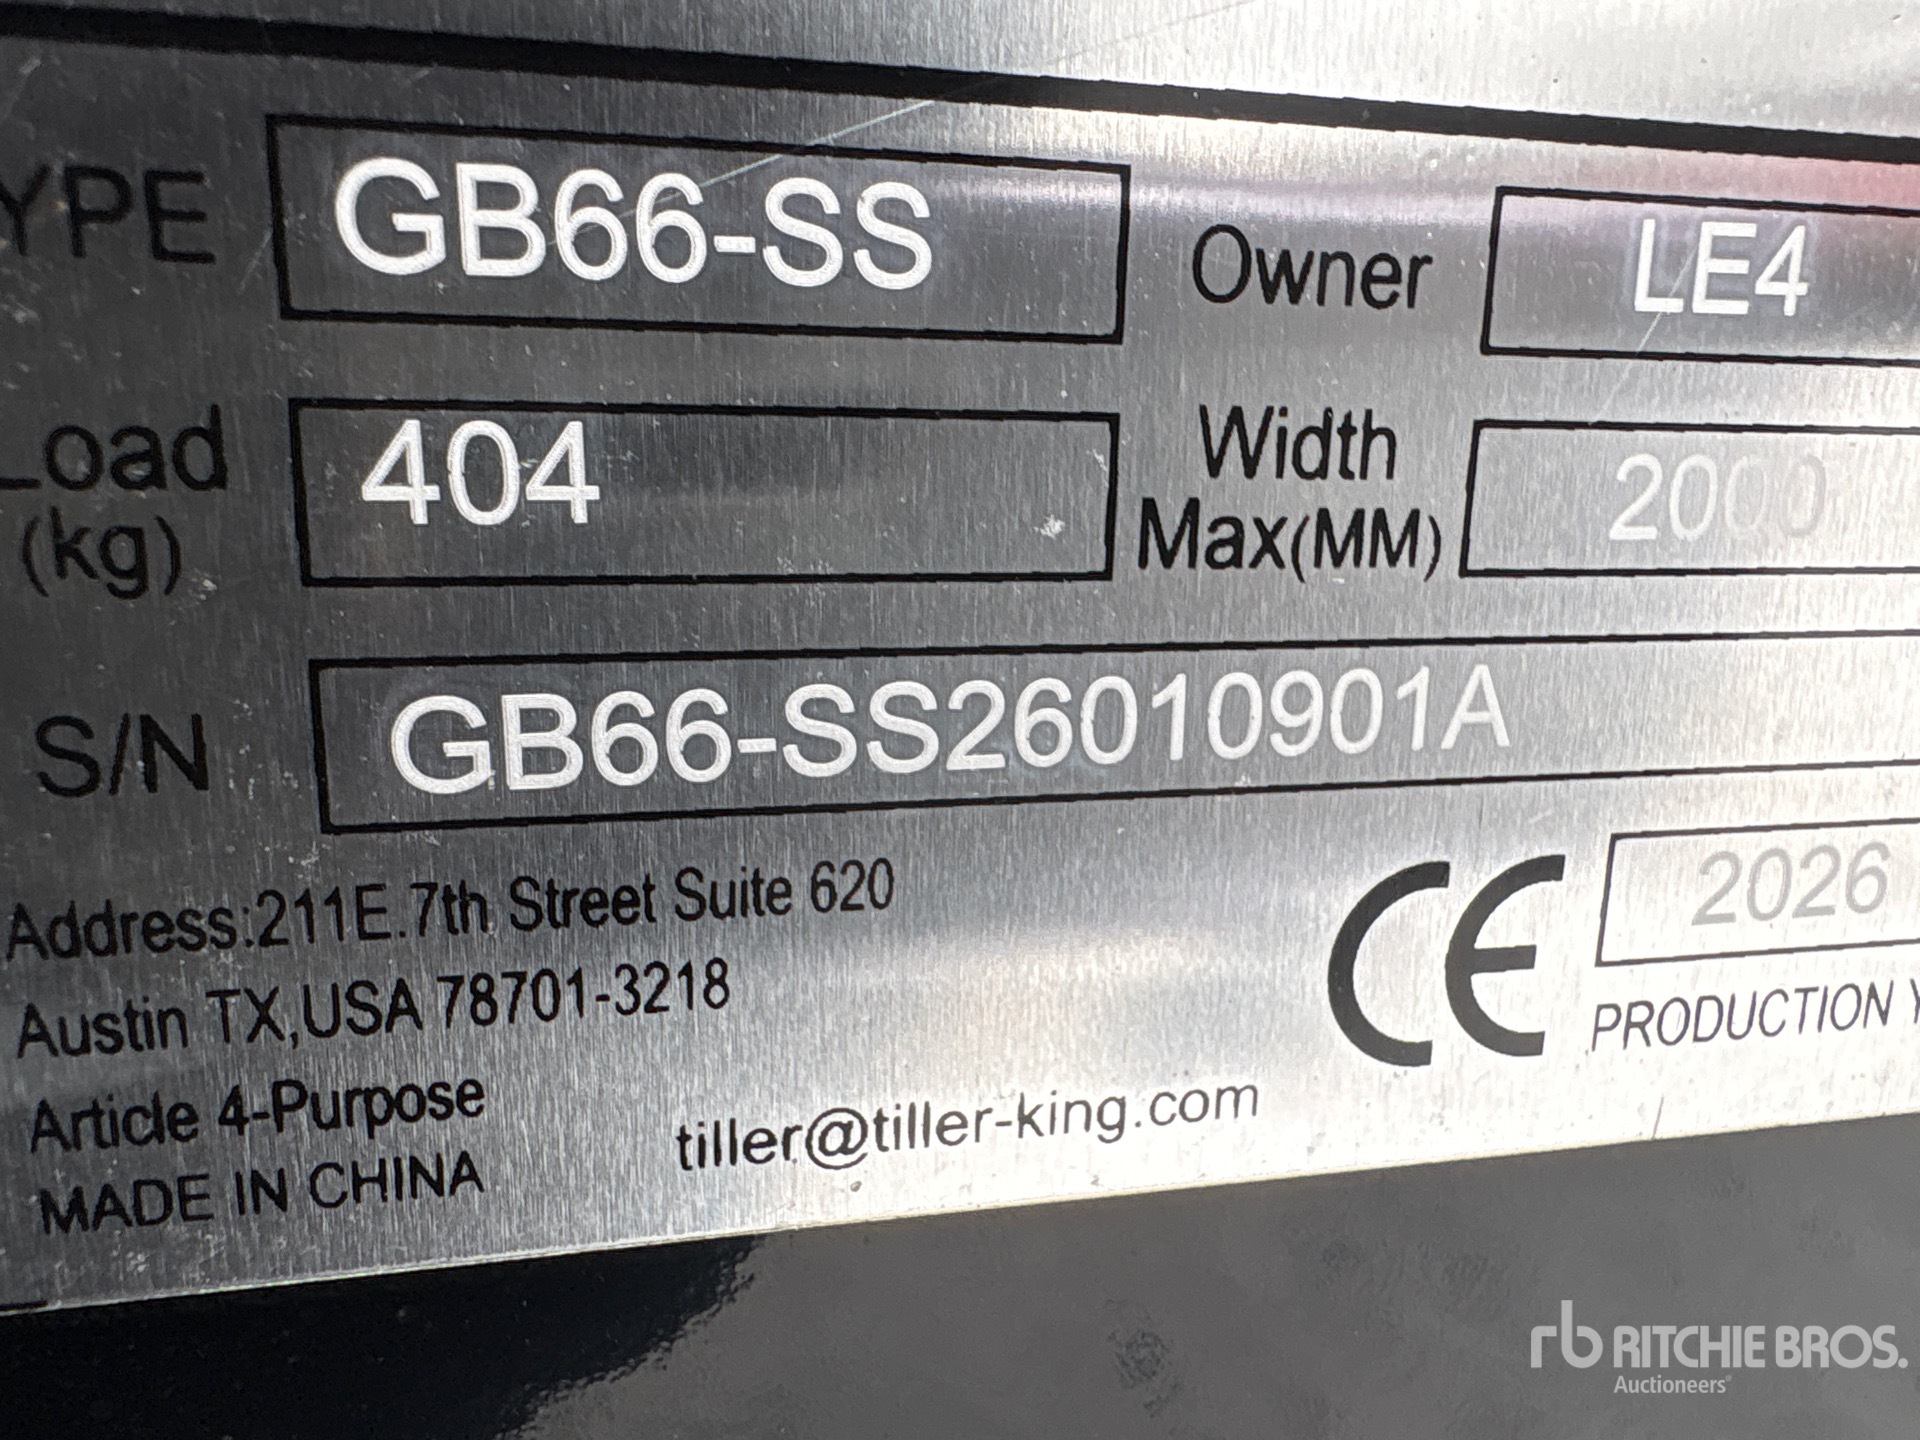 YPE GB66-SS Owner LE4
Load (kg) 404 Width Max(MM) 2000
S/N GB66-SS26010901A
Address:211E.7th Street Suite 620
Austin TX,USA 78701-3218
Article 4-Purpose
MADE IN CHINA
tiller@tiller-king.com
CE 2026
PRODUCTION Y
rb RITCHIE BROS.
Auctioneers